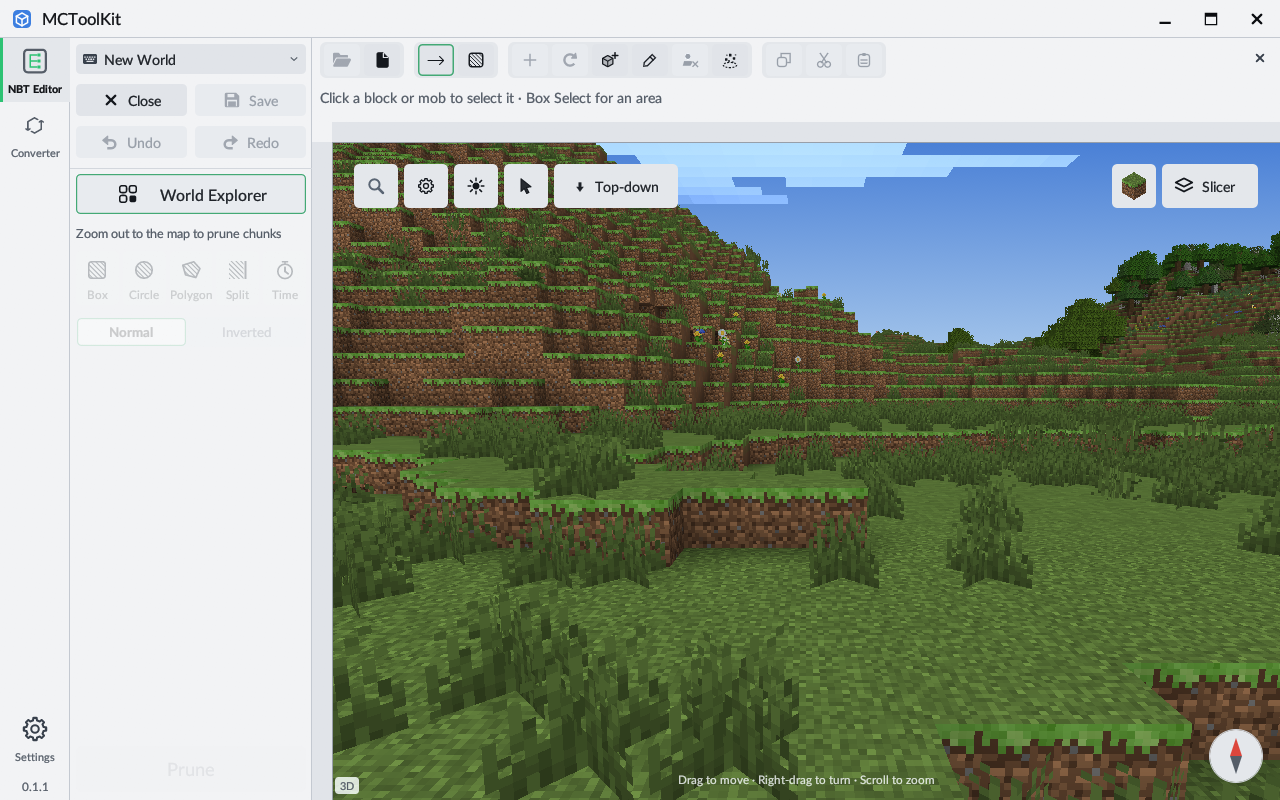 MCToolKit
NBT Editor
Converter
Settings
0.1.1
New World
Close
Save
Undo
Redo
World Explorer
Zoom out to the map to prune chunks
Box
Circle
Polygon
Split
Time
Normal
Inverted
Prune
Click a block or mob to select it · Box Select for an area
Top-down
Slicer
3D
Drag to move · Right-drag to turn · Scroll to zoom